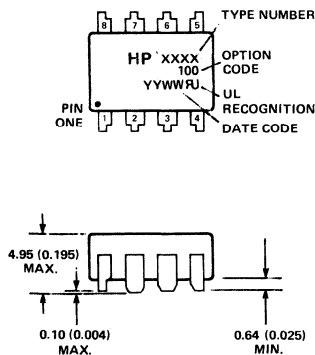 8 7 6 5
TYPE NUMBER
HP XXXX
OPTION
CODE
100
YYWW RU
UL
RECOGNITION
DATE CODE
PIN
ONE
1 2 3 4
4.95 (0.195)
MAX.
0.10 (0.004)
MAX.
0.64 (0.025)
MIN.